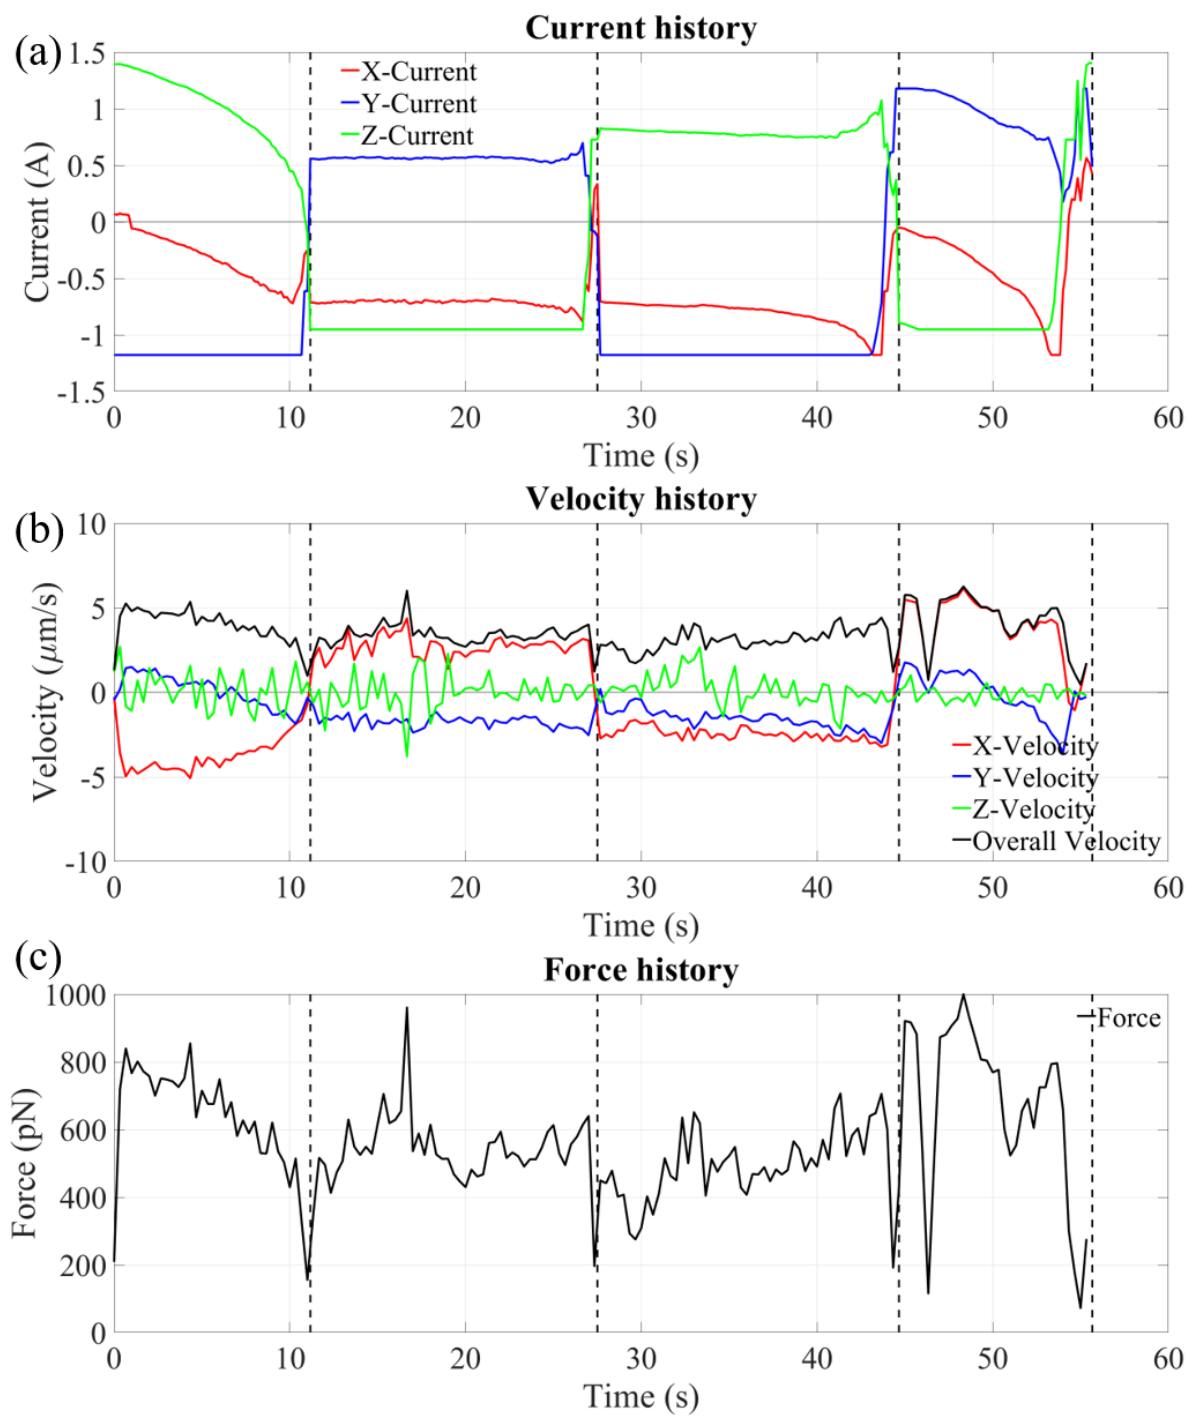 (a)
Current history
1.5
1
0.5
0
-0.5
-1
-1.5
Current (A)
X-Current
Y-Current
Z-Current
0 10 20 30 40 50 60
Time (s)
(b)
Velocity history
10
5
0
-5
-10
Velocity (μm/s)
X-Velocity
Y-Velocity
Z-Velocity
Overall Velocity
0 10 20 30 40 50 60
Time (s)
(c)
Force history
1000
800
600
400
200
0
Force (pN)
Force
0 10 20 30 40 50 60
Time (s)